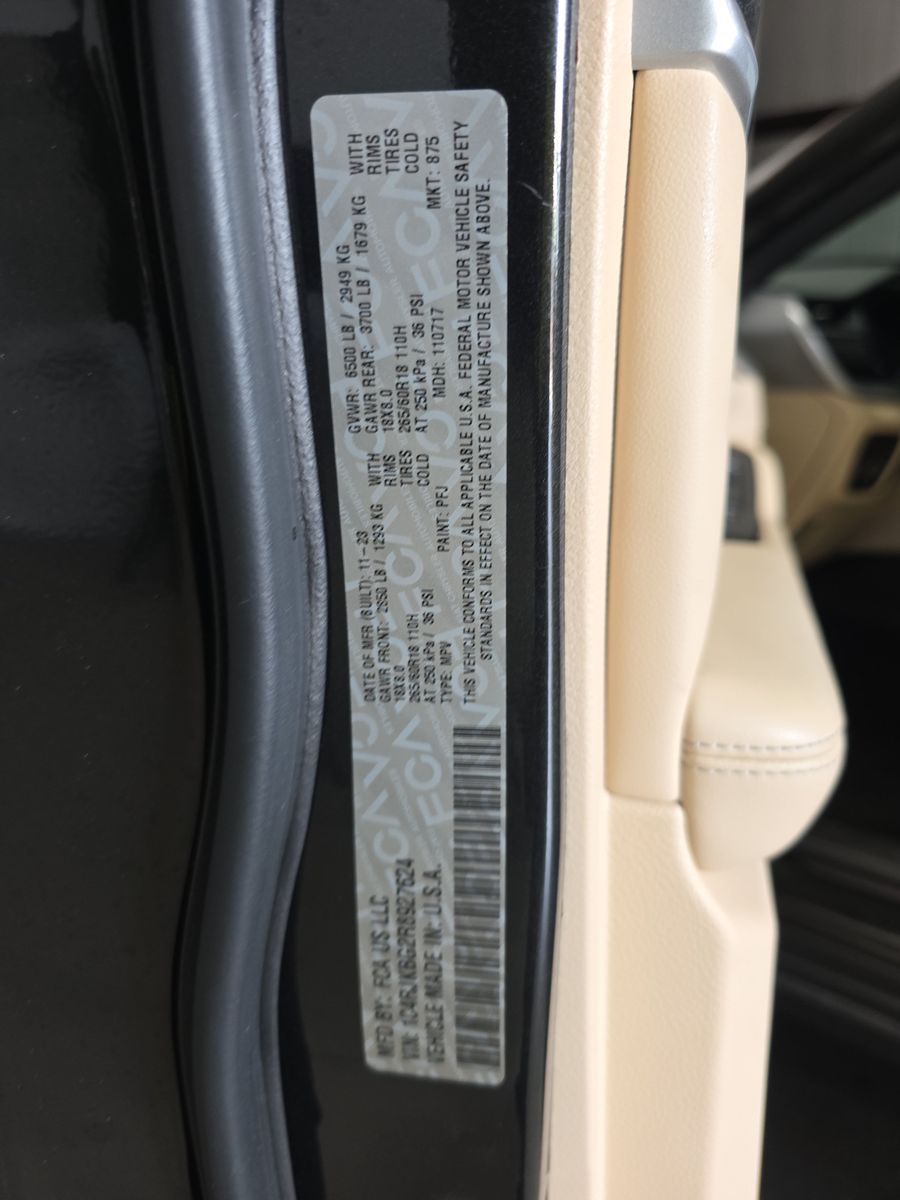 MFD BY: FCA US LLC
VIN: 1C4RJKBG2R8927624
VEHICLE MADE IN: U.S.A.
DATE OF MFR (BUILT): 11-23 GVWR: 6500 LB / 2949 KG
GAWR FRONT: 2850 LB / 1293 KG WITH GAWR REAR: 3700 LB / 1679 KG WITH
18X8.0 RIMS 18X8.0 RIMS
265/60R18 110H TIRES 265/60R18 110H TIRES
AT 250 kPa / 36 PSI COLD AT 250 kPa / 36 PSI COLD
TYPE: MPV PAINT: PFJ MDH: 110717 MKT: 875
THIS VEHICLE CONFORMS TO ALL APPLICABLE U.S.A. FEDERAL MOTOR VEHICLE SAFETY
STANDARDS IN EFFECT ON THE DATE OF MANUFACTURE SHOWN ABOVE.